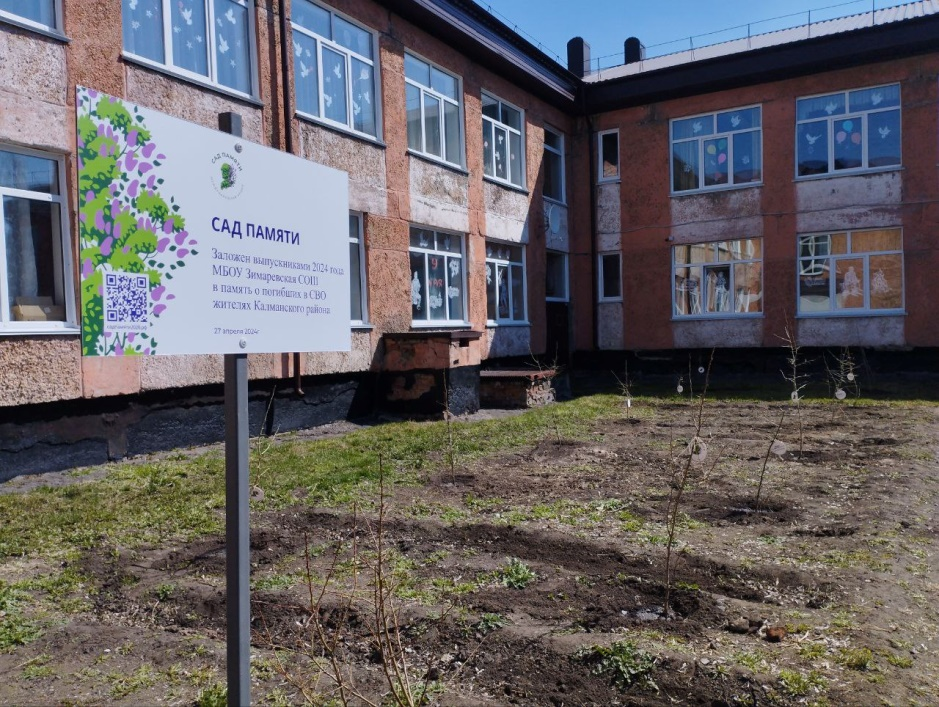 САД ПАМЯТИ
САД ПАМЯТИ
Заложен выпускниками 2024 года
МБОУ Зимаревская СОШ
в память о погибших в СВО
жителях Калманского района
27 апреля 2024г